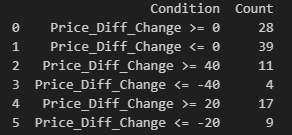 Condition Count
0 Price_Diff_Change >= 0 28
1 Price_Diff_Change <= 0 39
2 Price_Diff_Change >= 40 11
3 Price_Diff_Change <= -40 4
4 Price_Diff_Change >= 20 17
5 Price_Diff_Change <= -20 9